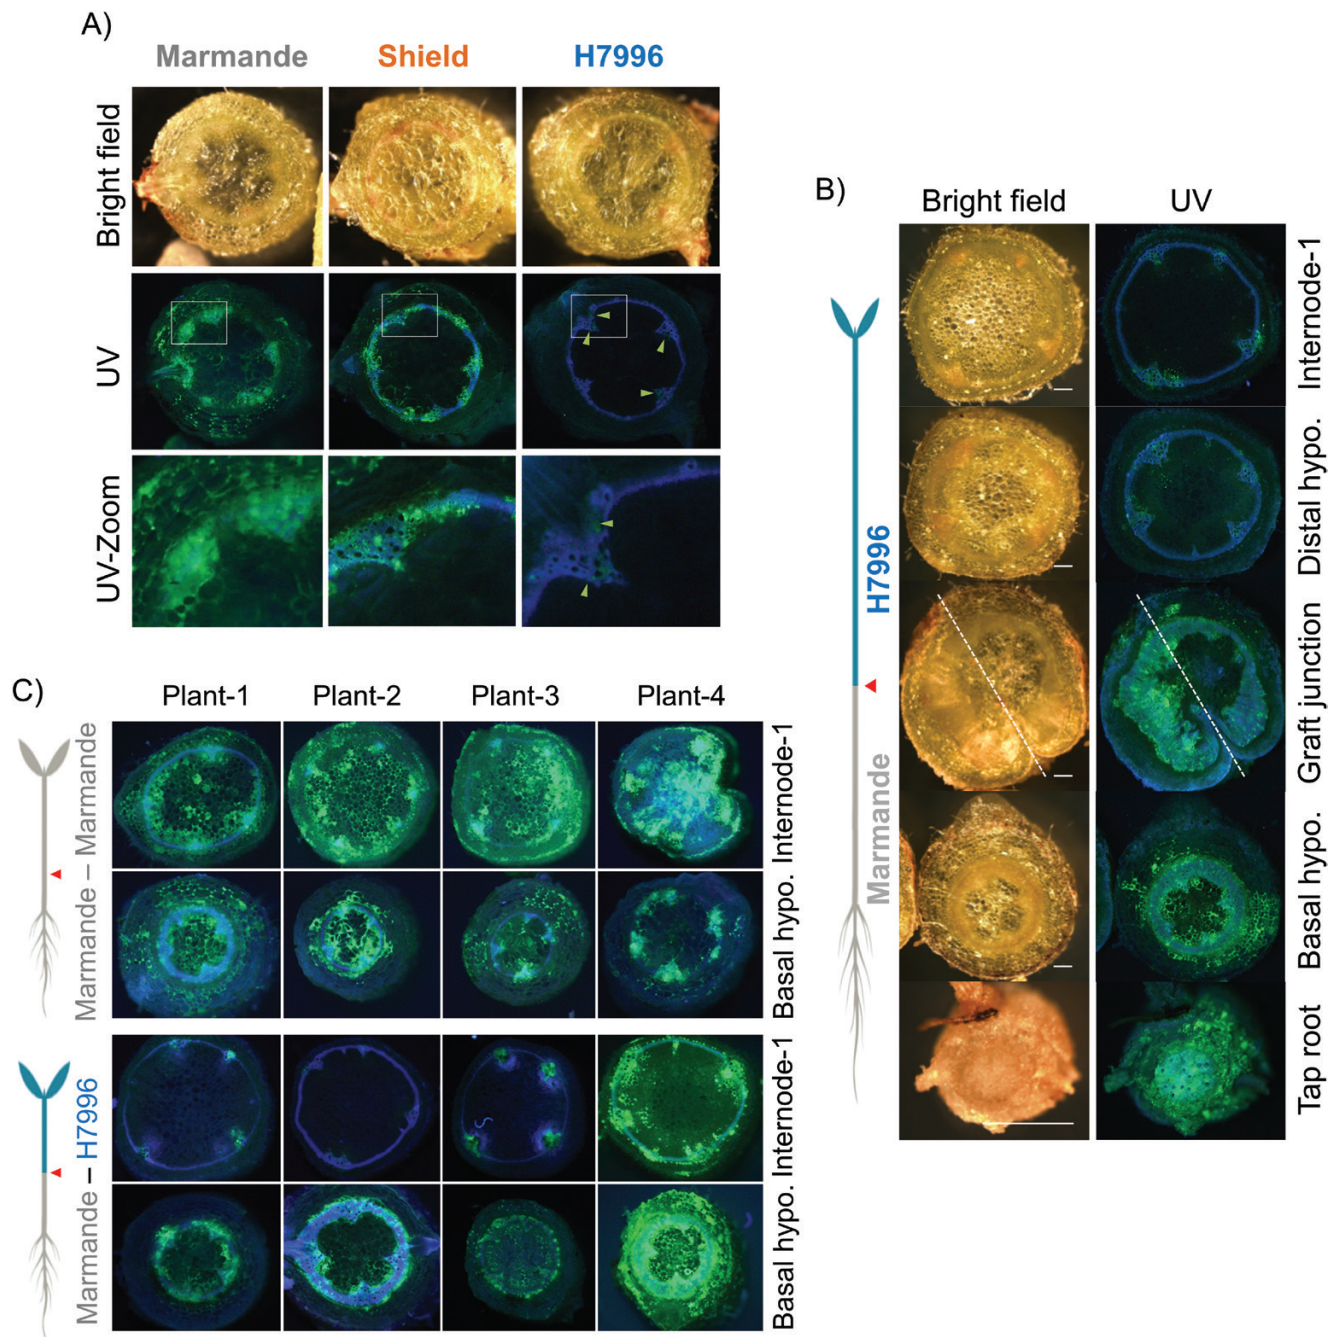 A)
Marmande Shield H7996
Bright field
UV
UV-Zoom
B)
Bright field UV
H7996
Marmande
Internode-1
Distal hypo.
Graft junction
Basal hypo.
Tap root
C)
Plant-1 Plant-2 Plant-3 Plant-4
Marmande – Marmande
Internode-1
Basal hypo.
Marmande – H7996
Internode-1
Basal hypo.